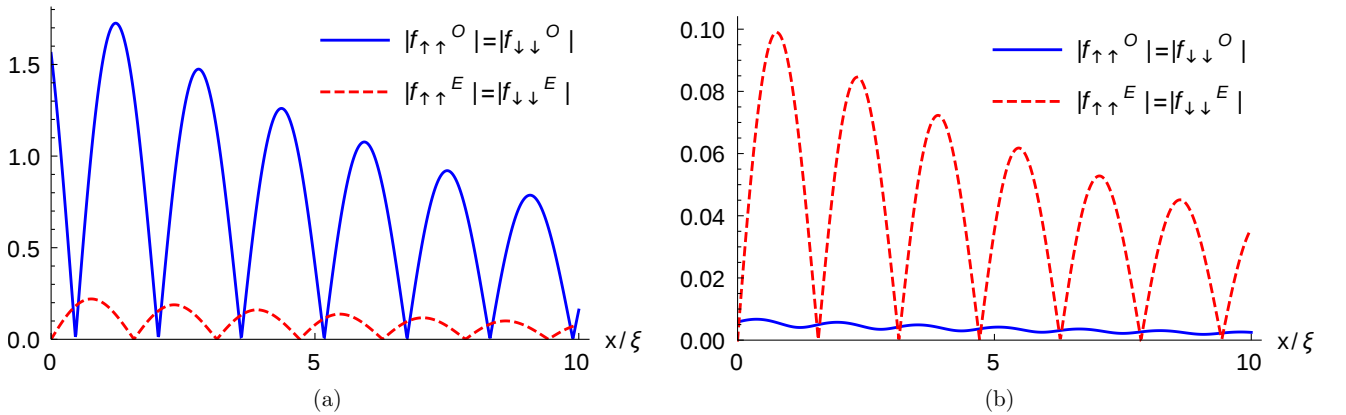 |f↑↑^O|=|f↓↓^O|
|f↑↑^E|=|f↓↓^E|
1.5
1.0
0.5
0.0
0
5
10
x/ξ
(a)
|f↑↑^O|=|f↓↓^O|
|f↑↑^E|=|f↓↓^E|
0.10
0.08
0.06
0.04
0.02
0.00
0
5
10
x/ξ
(b)